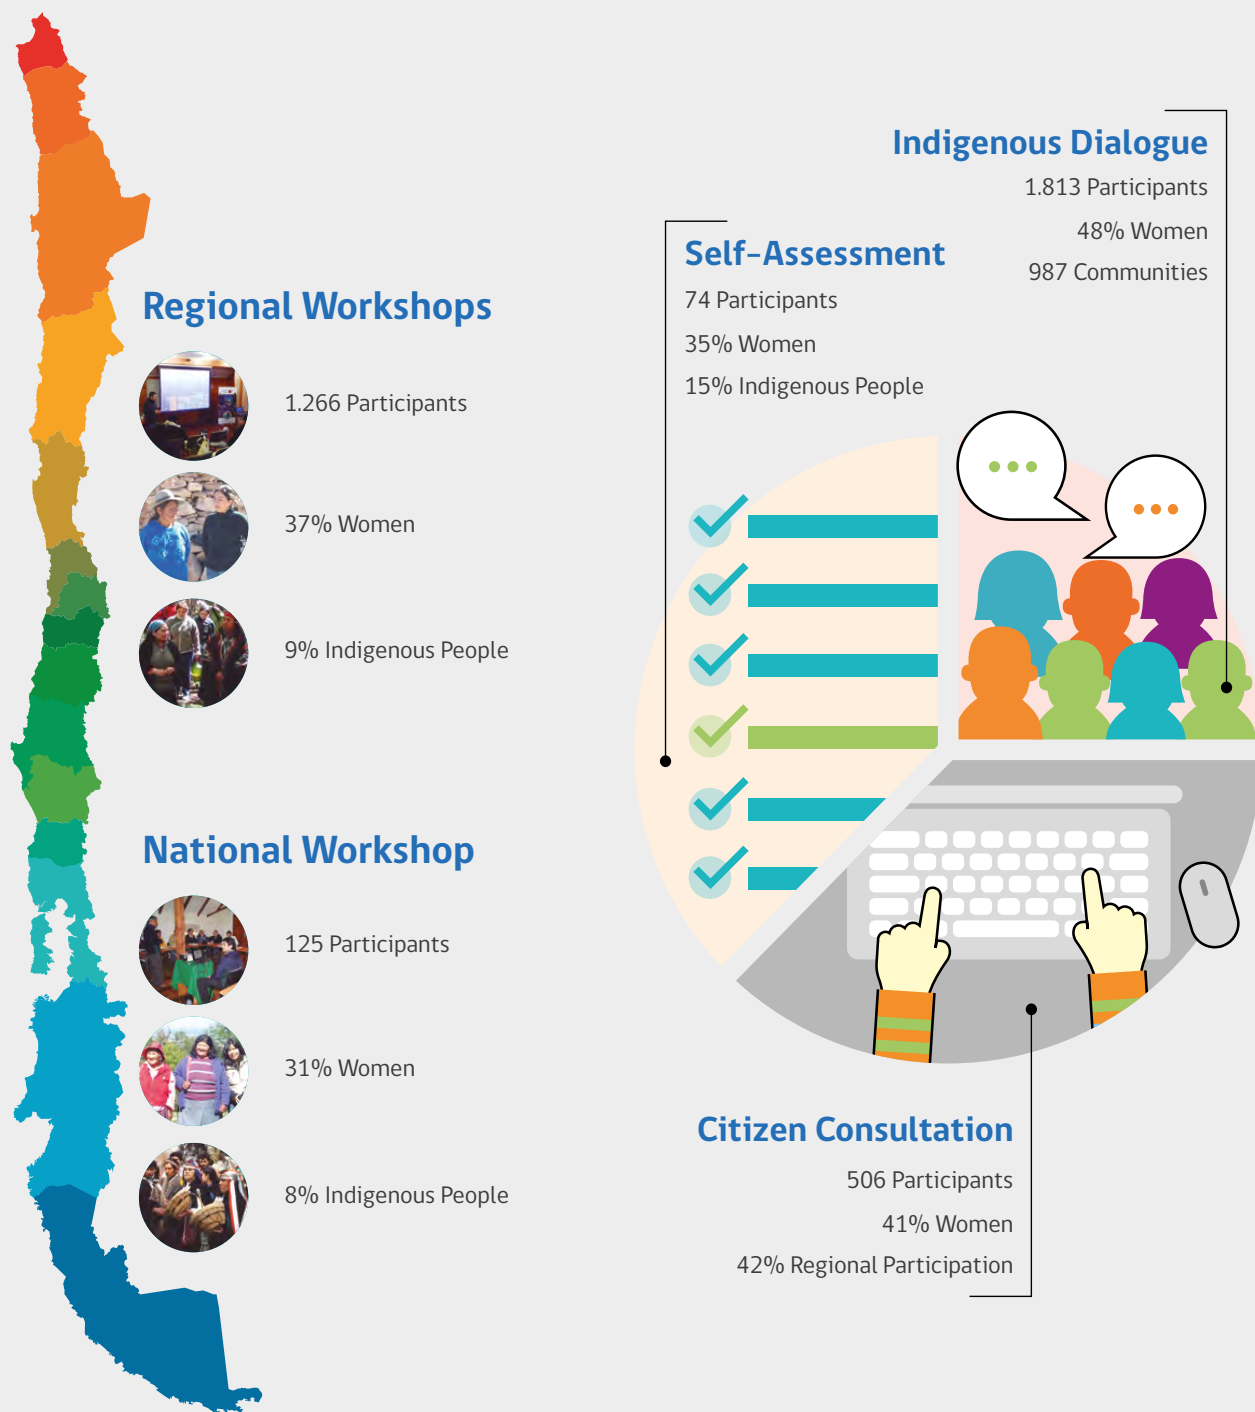 Regional Workshops
1.266 Participants
37% Women
9% Indigenous People
National Workshop
125 Participants
31% Women
8% Indigenous People
Indigenous Dialogue
1.813 Participants
48% Women
987 Communities
Self-Assessment
74 Participants
35% Women
15% Indigenous People
Citizen Consultation
506 Participants
41% Women
42% Regional Participation